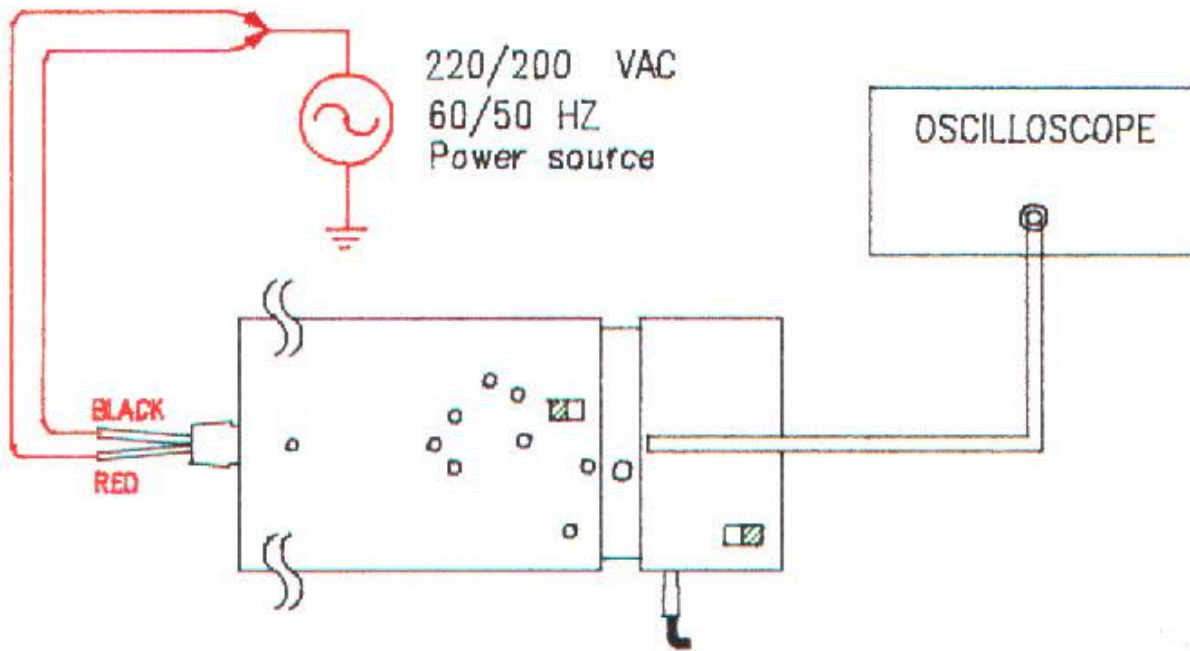 220/200 VAC
60/50 HZ
Power source
OSCILLOSCOPE
BLACK
RED